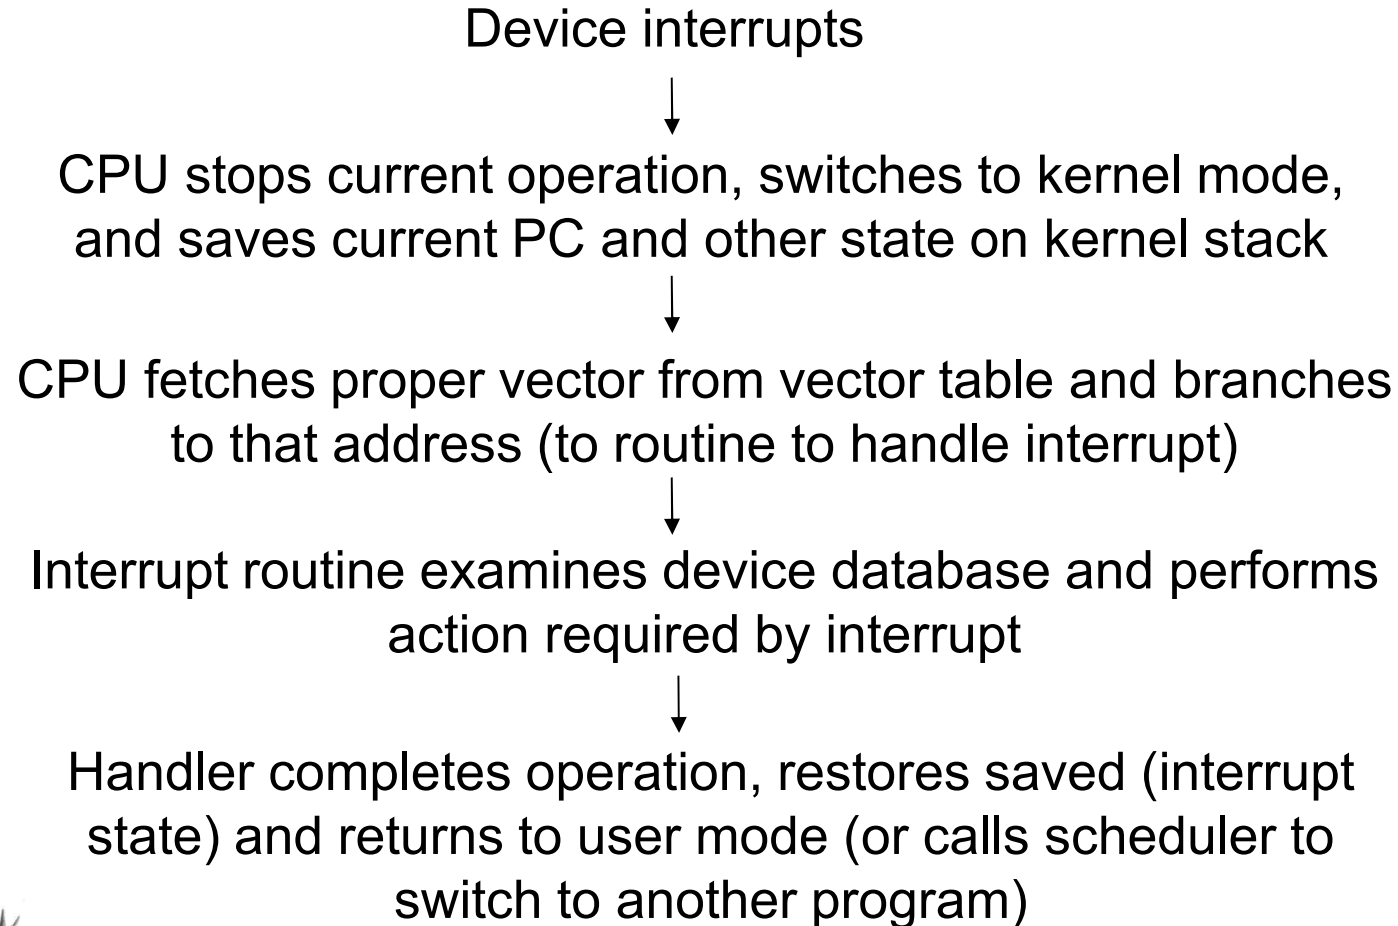 Device interrupts
CPU stops current operation, switches to kernel mode,
and saves current PC and other state on kernel stack
CPU fetches proper vector from vector table and branches
to that address (to routine to handle interrupt)
Interrupt routine examines device database and performs
action required by interrupt
Handler completes operation, restores saved (interrupt
state) and returns to user mode (or calls scheduler to
switch to another program)